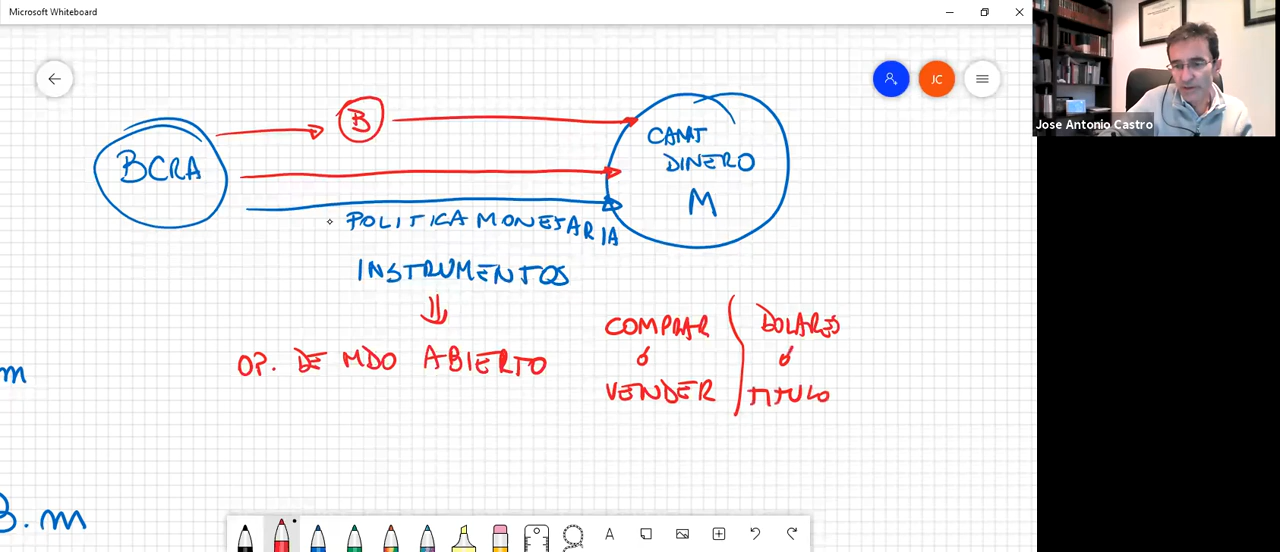 Microsoft Whiteboard
JC
Jose Antonio Castro
BCRA
B
CANT
DINERO
M
POLITICA MONETARIA
INSTRUMENTOS
OP. DE MDO ABIERTO
COMPRAR
ó
VENDER
DOLARES
ó
TITULO
m
B. m
A